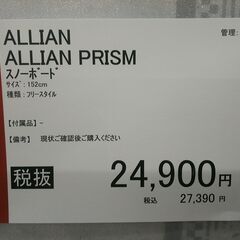 ALLIAN
管理:
ALLIAN PRISM
スノーボード
サイズ: 152cm
種類: フリースタイル
【付属品】-
【備考】 現状ご確認後ご購入ください
税抜
24,900円
税込 27,390円